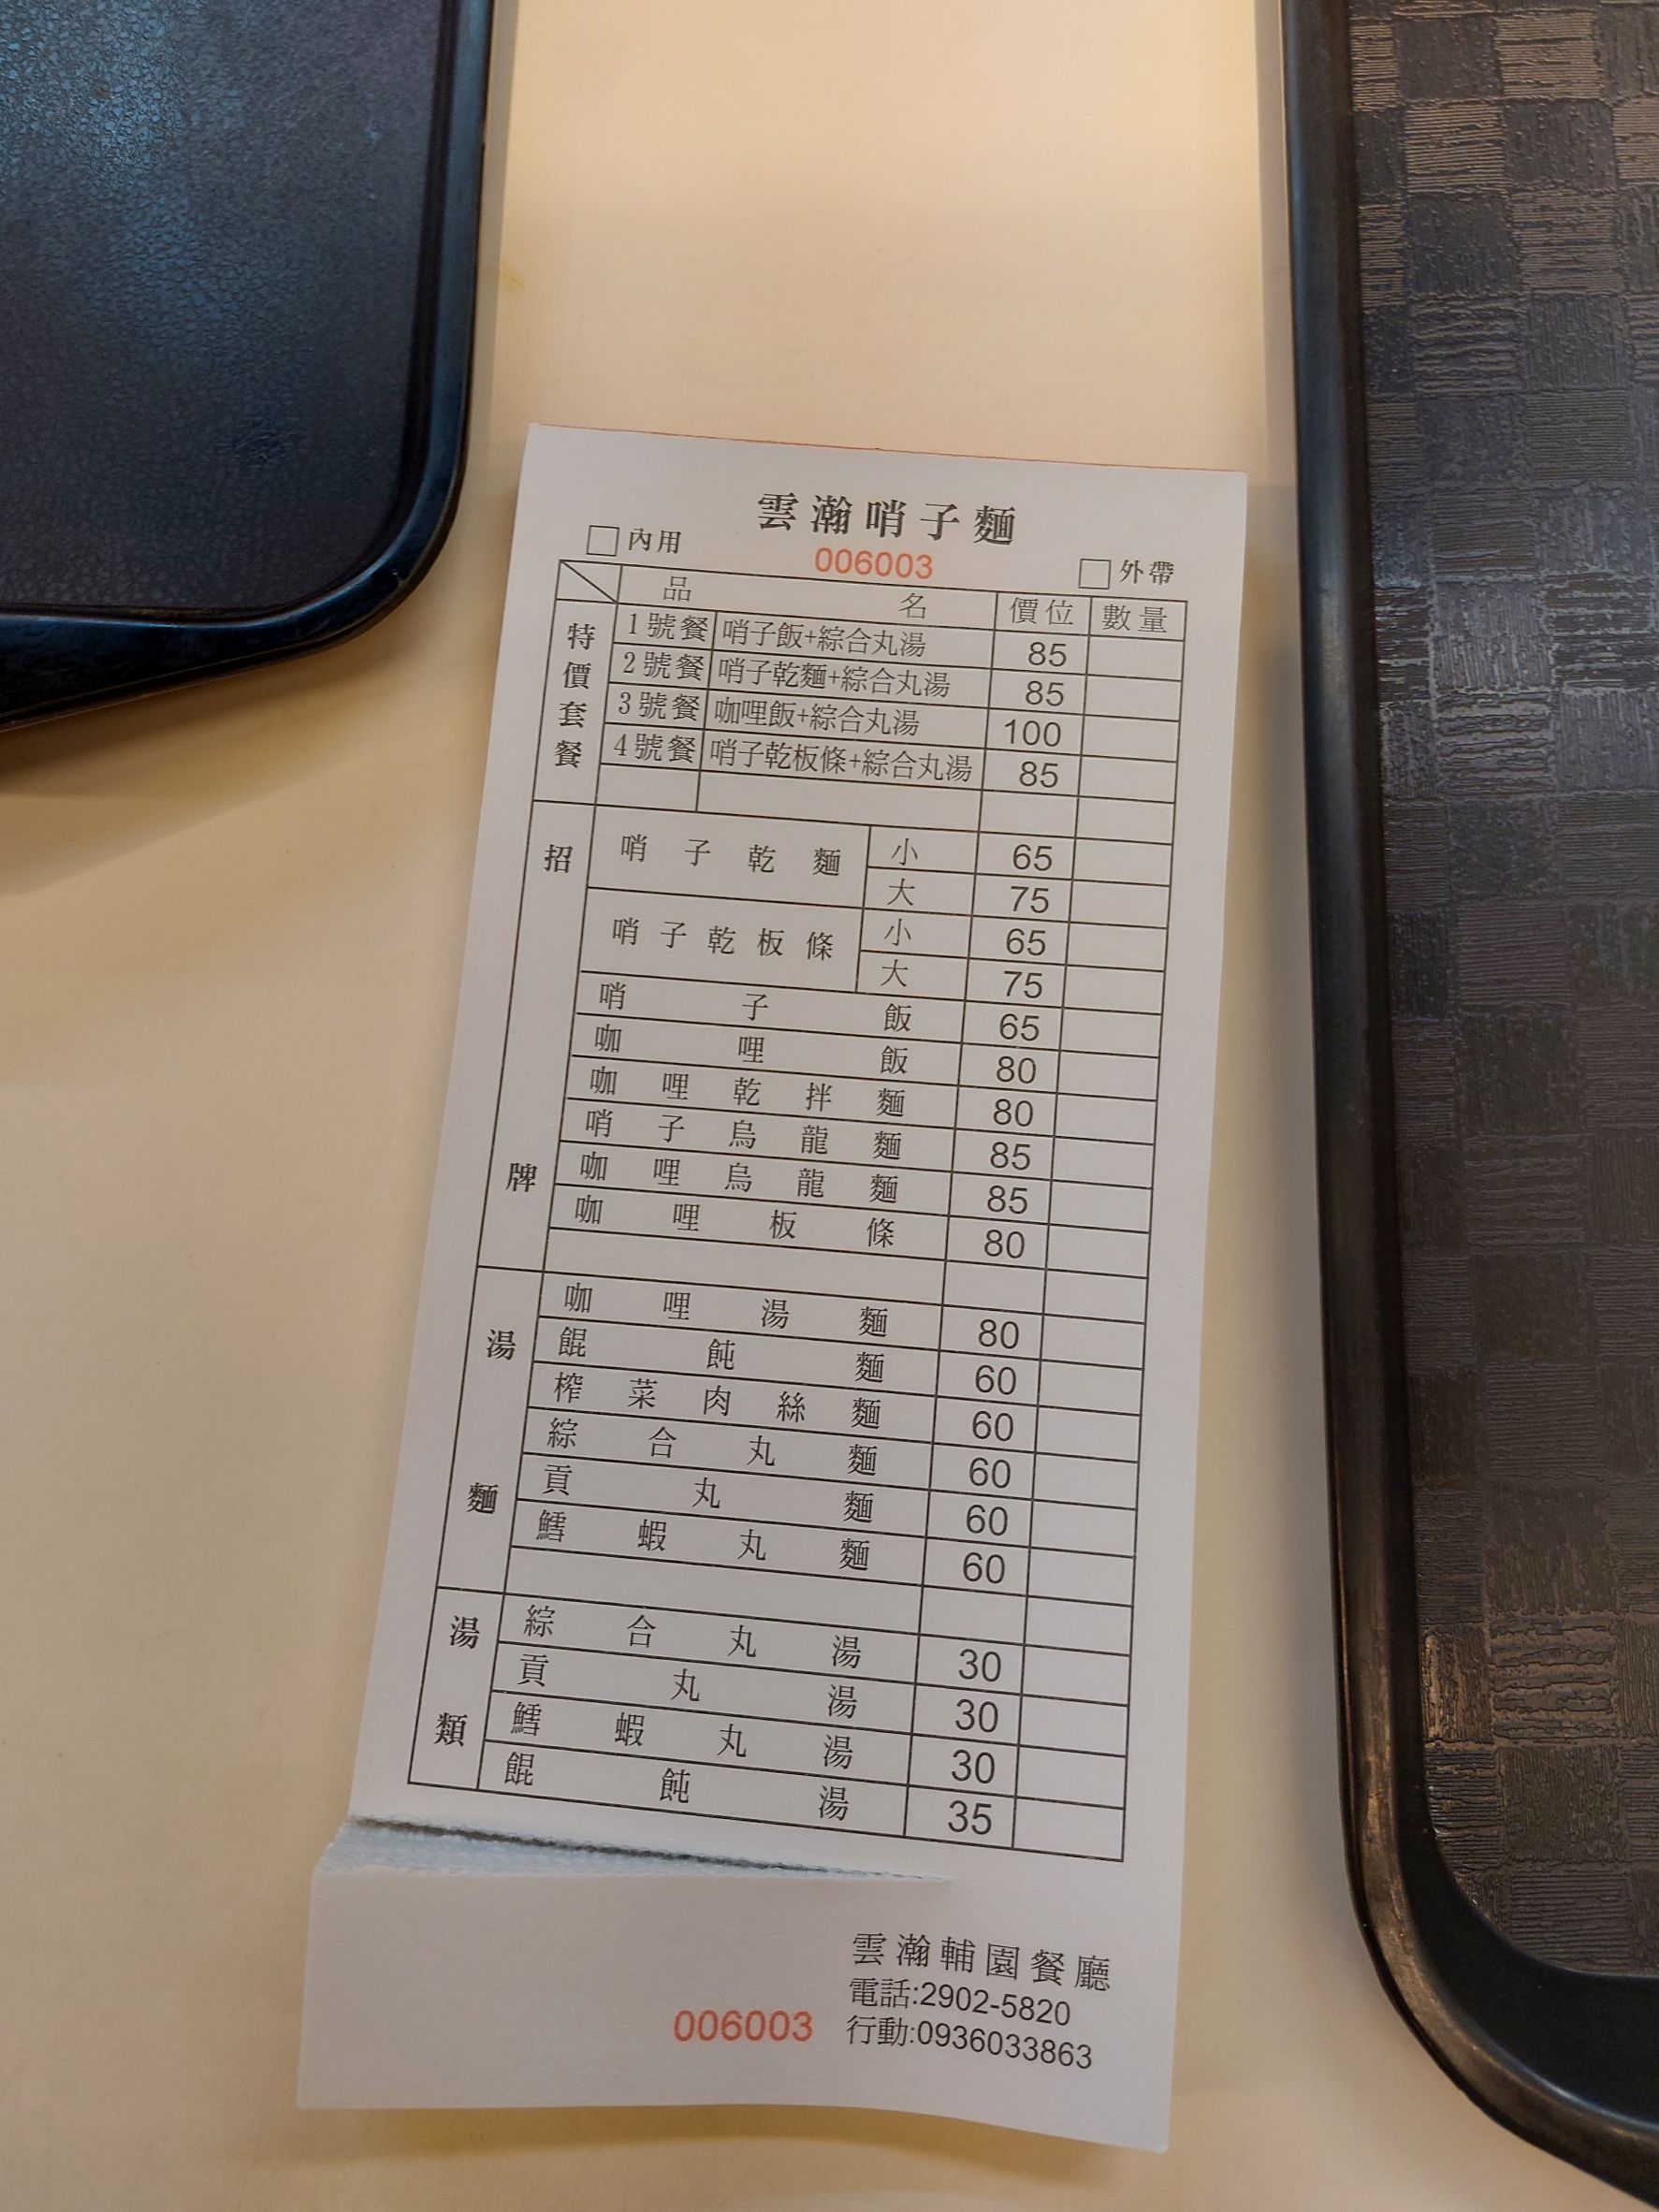 雲瀚哨子麵
內用 006003 外帶
品名 價位 數量
特價套餐
1號餐 哨子飯+綜合丸湯 85
2號餐 哨子乾麵+綜合丸湯 85
3號餐 咖哩飯+綜合丸湯 100
4號餐 哨子乾板條+綜合丸湯 85
招牌
哨子乾麵 小 65
大 75
哨子乾板條 小 65
大 75
哨子飯 65
咖哩飯 80
咖哩乾拌麵 80
哨子烏龍麵 85
咖哩烏龍麵 85
咖哩板條 80
湯麵
咖哩湯麵 80
餛飩麵 60
榨菜肉絲麵 60
綜合丸麵 60
貢丸麵 60
鱈蝦丸麵 60
湯類
綜合丸湯 30
貢丸湯 30
鱈蝦丸湯 30
餛飩湯 35
雲瀚輔園餐廳
電話:2902-5820
006003 行動:0936033863